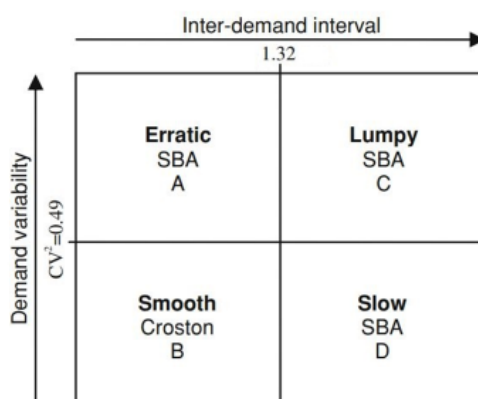 Inter-demand interval
1.32
Demand variability
CV²=0.49
Erratic
SBA
A
Lumpy
SBA
C
Smooth
Croston
B
Slow
SBA
D